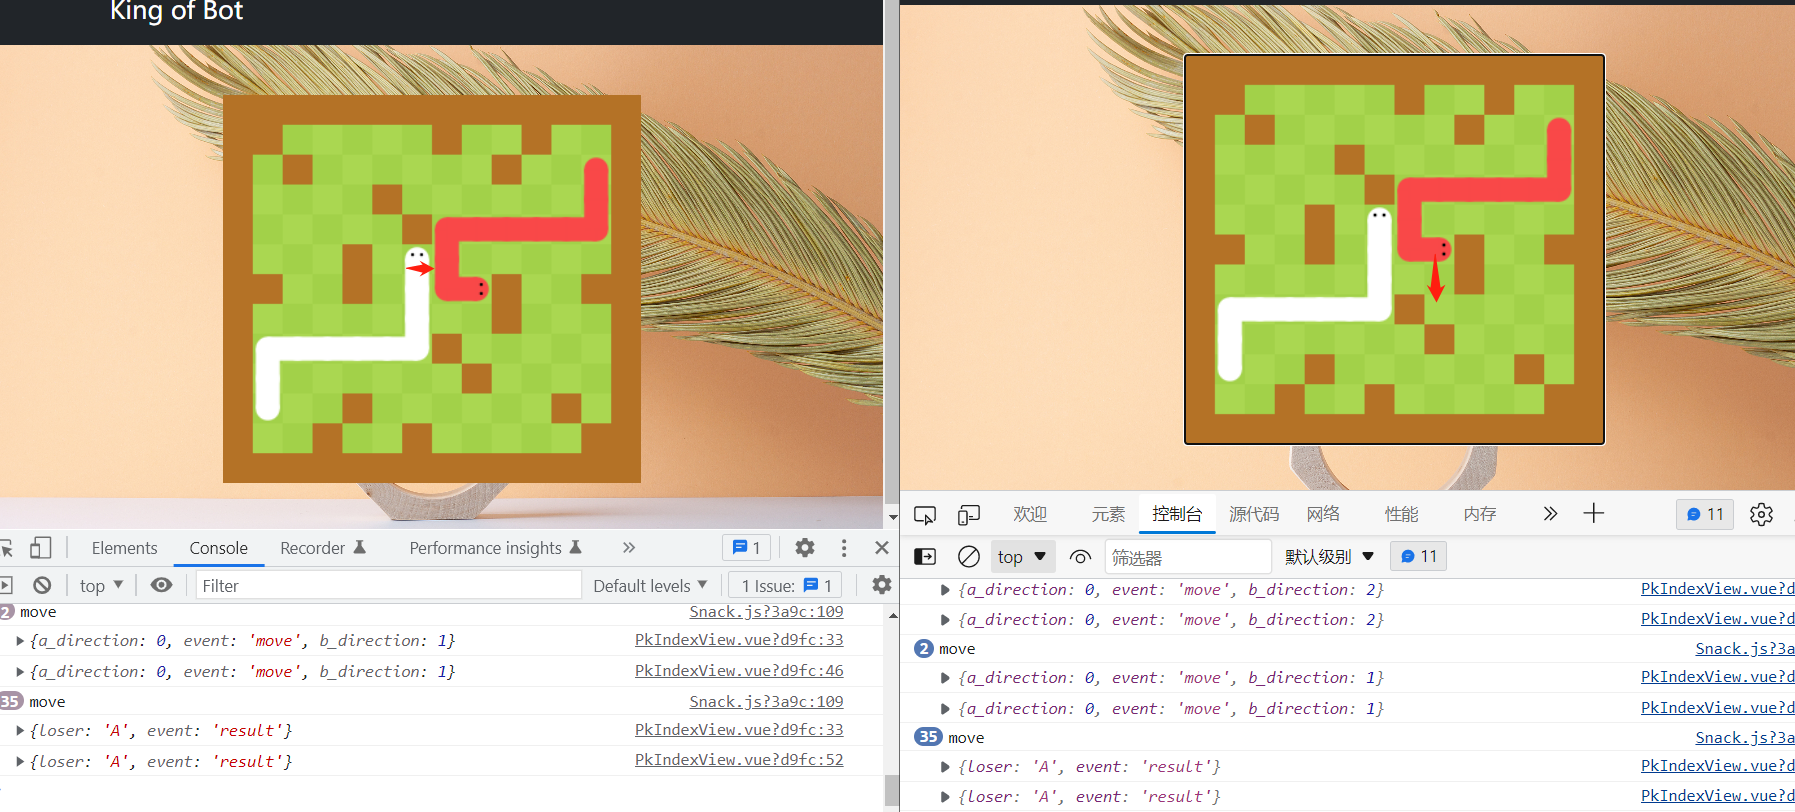 King of Bot
Elements Console Recorder Performance insights 1
top Filter Default levels 1 Issue: 1
2 move Snack.js?3a9c:109
{a_direction: 0, event: 'move', b_direction: 1} PkIndexView.vue?d9fc:33
{a_direction: 0, event: 'move', b_direction: 1} PkIndexView.vue?d9fc:46
35 move Snack.js?3a9c:109
{loser: 'A', event: 'result'} PkIndexView.vue?d9fc:33
{loser: 'A', event: 'result'} PkIndexView.vue?d9fc:52
欢迎 元素 控制台 源代码 网络 性能 内存 11
top 筛选器 默认级别 11
{a_direction: 0, event: 'move', b_direction: 2} PkIndexView.vue?d
{a_direction: 0, event: 'move', b_direction: 2} PkIndexView.vue?d
2 move Snack.js?3a
{a_direction: 0, event: 'move', b_direction: 1} PkIndexView.vue?d
{a_direction: 0, event: 'move', b_direction: 1} PkIndexView.vue?d
35 move Snack.js?3a
{loser: 'A', event: 'result'} PkIndexView.vue?d
{loser: 'A', event: 'result'} PkIndexView.vue?d